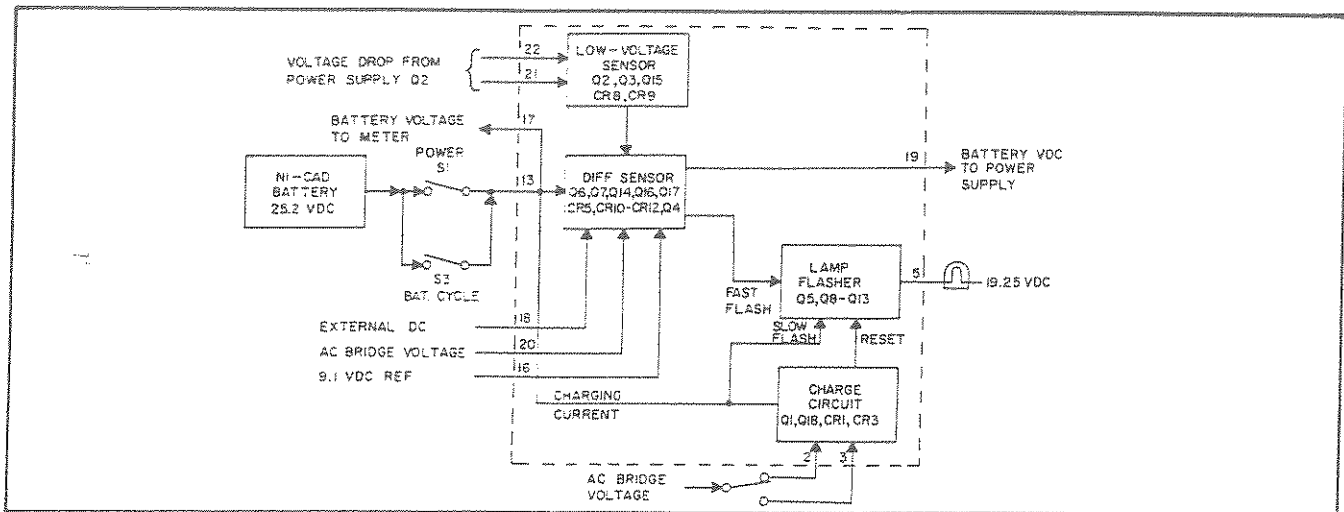 22
VOLTAGE DROP FROM
POWER SUPPLY Q2
21
LOW-VOLTAGE
SENSOR
Q2,Q3,Q15
CR8,CR9
BATTERY VOLTAGE
TO METER
17
POWER
S1
NI-CAD
BATTERY
25.2 VDC
13
DIFF SENSOR
Q6,Q7,Q14,Q16,Q17
CR5,CR10-CR12,Q4
19
BATTERY VDC
TO POWER
SUPPLY
S3
BAT. CYCLE
FAST
FLASH
LAMP
FLASHER
Q5,Q8-Q13
5
19.25 VDC
EXTERNAL DC
18
AC BRIDGE VOLTAGE
20
9.1 VDC REF
16
SLOW
FLASH
RESET
CHARGING
CURRENT
CHARGE
CIRCUIT
Q1,Q18,CR1,CR3
2
3
AC BRIDGE
VOLTAGE